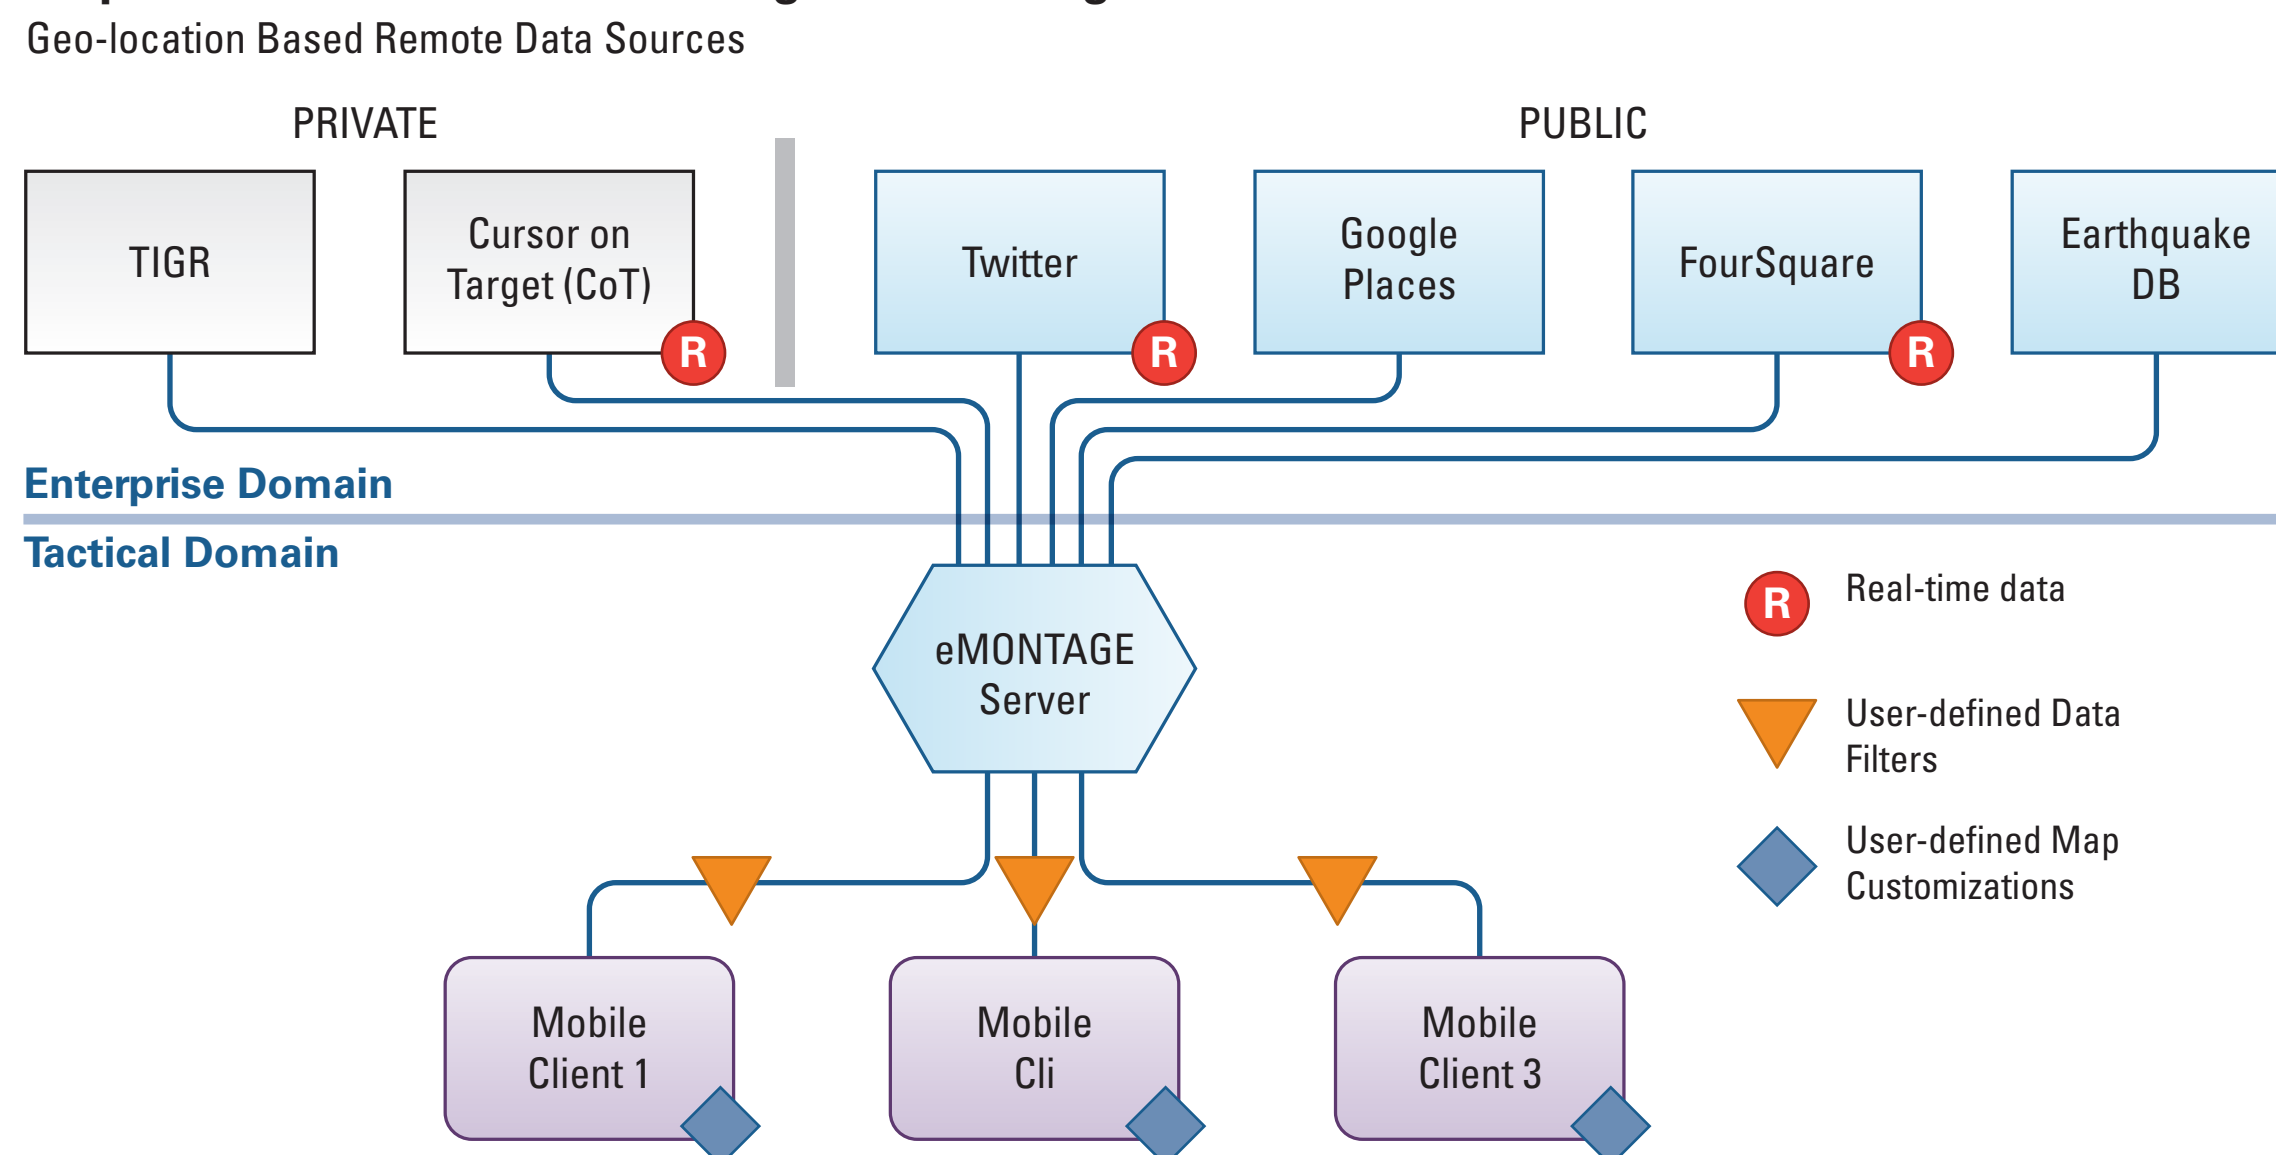 Geo-location Based Remote Data Sources
PRIVATE
PUBLIC
TIGR
Cursor on
Target (CoT)
R
Twitter
R
Google
Places
FourSquare
R
Earthquake
DB
Enterprise Domain
Tactical Domain
eMONTAGE
Server
R
Real-time data
User-defined Data
Filters
User-defined Map
Customizations
Mobile
Client 1
Mobile
Cli
Mobile
Client 3